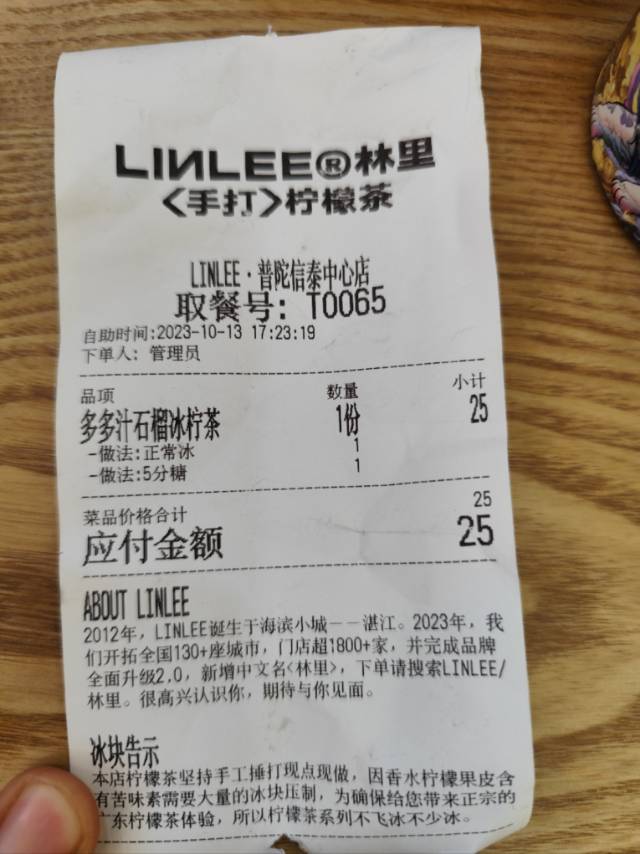 LINLEE®林里
<手打>柠檬茶
LINLEE·普陀信泰中心店
取餐号: T0065
自助时间:2023-10-13 17:23:19
下单人: 管理员
品项 数量 小计
多多汁石榴冰柠茶 1份 25
-做法:正常冰 1
-做法:5分糖 1
菜品价格合计 25
应付金额 25
ABOUT LINLEE
2012年，LINLEE诞生于海滨小城——湛江。2023年，我
们开拓全国130+座城市，门店超1800+家，并完成品牌
全面升级2.0，新增中文名<林里>，下单请搜索LINLEE/
林里。很高兴认识你，期待与你见面。
冰块告示
本店柠檬茶坚持手工捶打现点现做，因香水柠檬果皮含
有苦味素需要大量的冰块压制，为确保给您带来正宗的
广东柠檬茶体验，所以柠檬茶系列不飞冰不少冰。